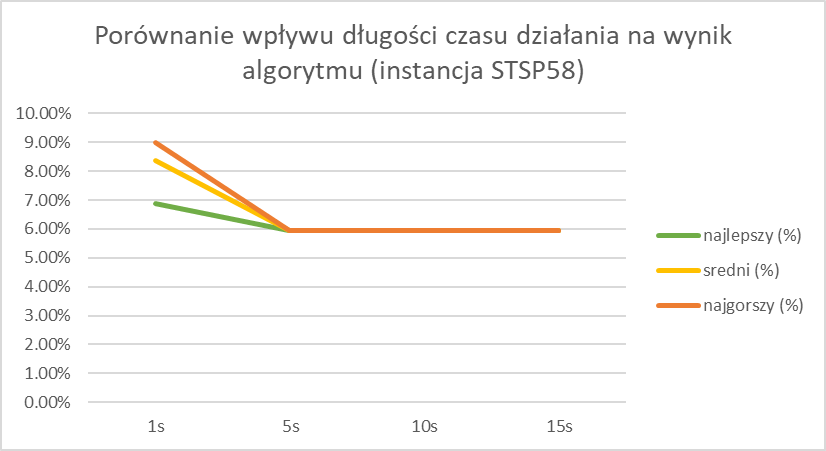 Porównanie wpływu długości czasu działania na wynik
algorytmu (instancja STSP58)
10.00%
9.00%
8.00%
7.00%
6.00%
5.00%
4.00%
3.00%
2.00%
1.00%
0.00%
1s
5s
10s
15s
najlepszy (%)
sredni (%)
najgorszy (%)